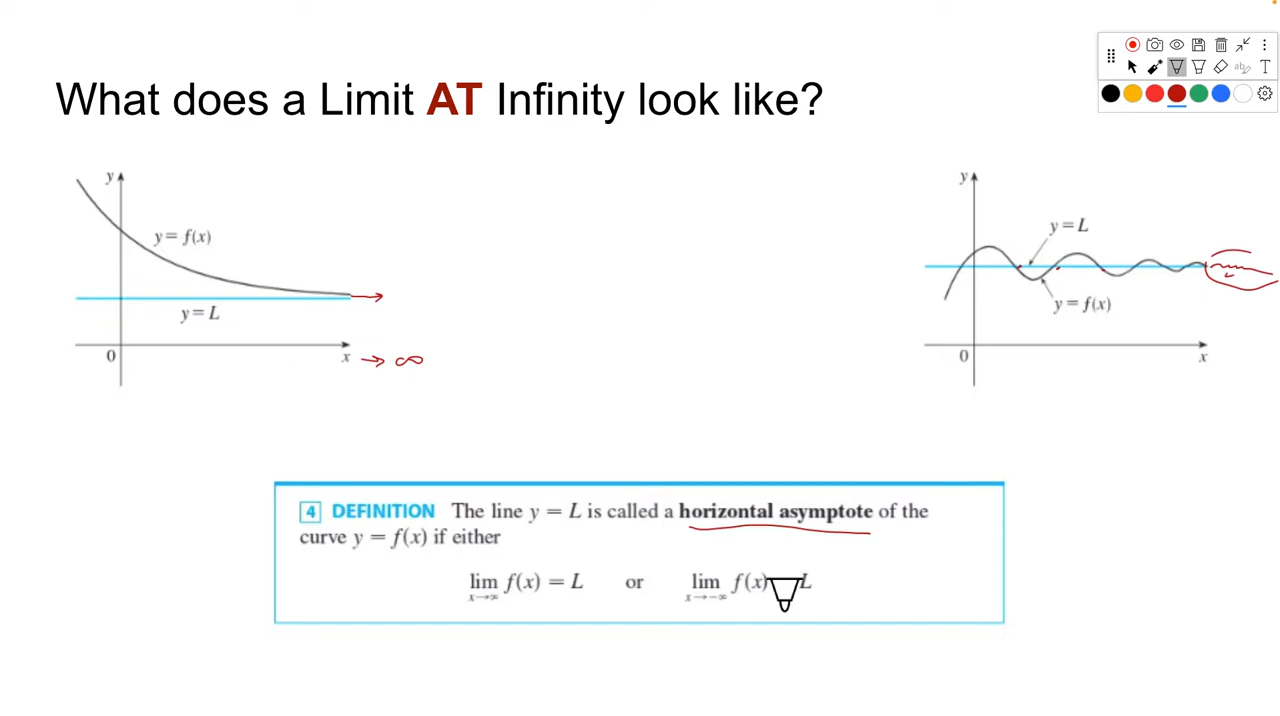 What does a Limit AT Infinity look like?
y
y = f(x)
y = L
0
x → ∞
y
y = L
y = f(x)
0
x
4 DEFINITION The line y = L is called a horizontal asymptote of the
curve y = f(x) if either
lim f(x) = L or lim f(x) L
x→∞ x→−∞
ab
T